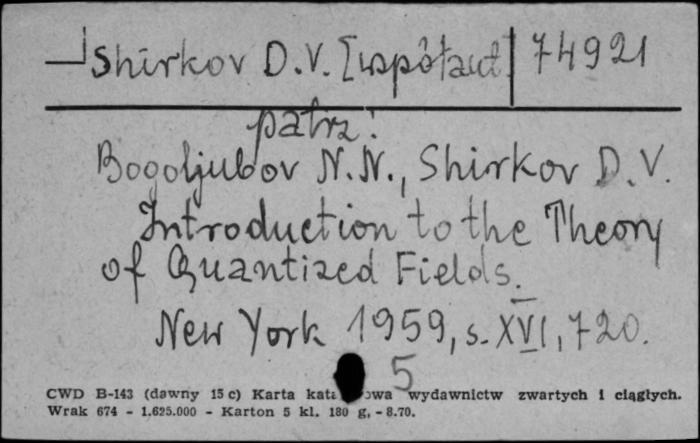 Shirkov D.V. [współaut] 74921
patrz:
Bogoljubov N.N., Shirkov D.V.
Introduction to the Theory
of Quantized Fields.
New York 1959, s. XVI, 720.
5
CWD B-143 (dawny 15 c) Karta kata owa wydawnictw zwartych i ciągłych.
Wrak 674 - 1.625.000 - Karton 5 kl. 180 g, - 8.70.